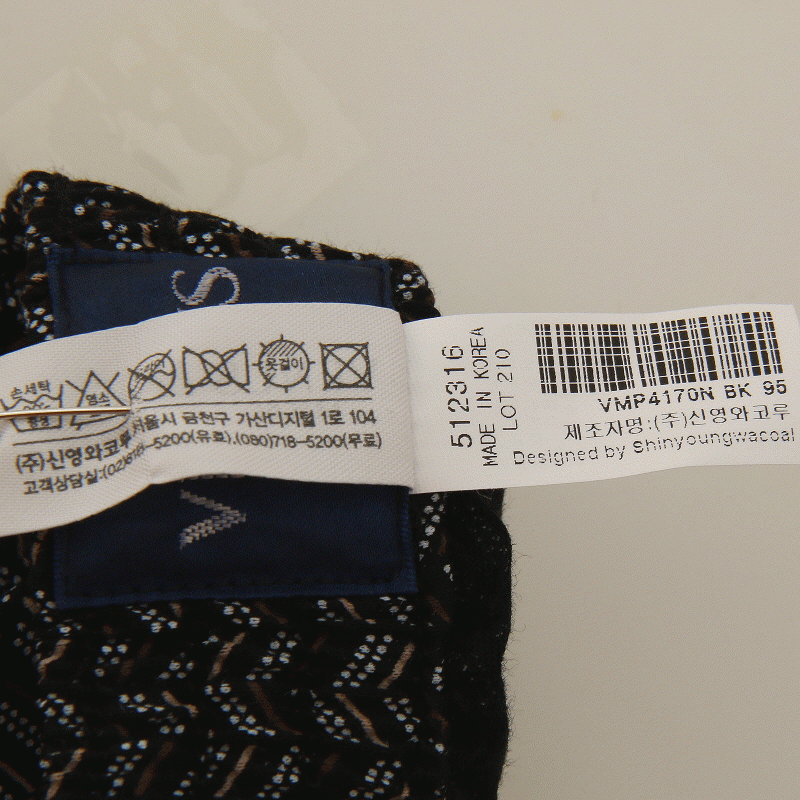 손세탁
중성
염소
옷걸이
서울시 금천구 가산디지털 1로 104
(주)신영와코루
5200(유료),(080)718-5200(무료)
고객상담실:(02)
512316
MADE IN KOREA
LOT 210
VMP4170N BK 95
제조자명:(주)신영와코루
Designed by Shinyoungwacoal
S
V